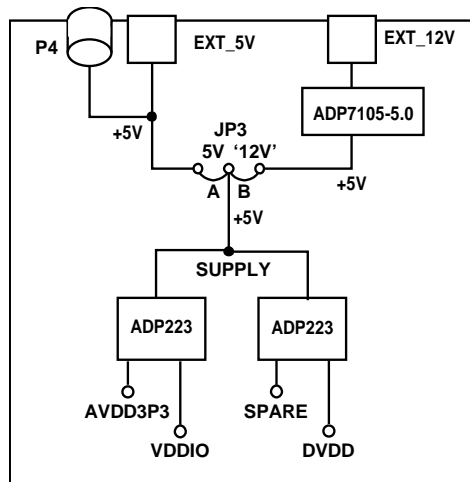 P4
EXT_5V
EXT_12V
ADP7105-5.0
+5V
JP3
5V '12V'
A B
+5V
+5V
SUPPLY
ADP223
ADP223
AVDD3P3
SPARE
VDDIO
DVDD